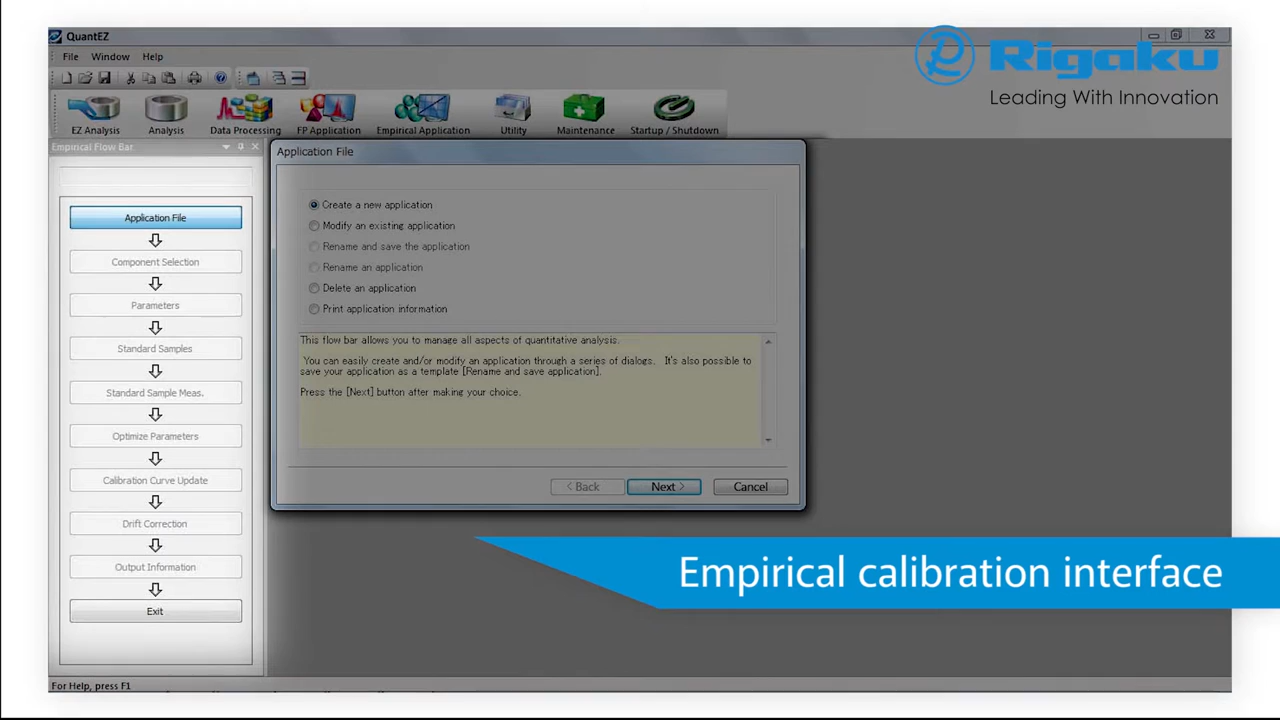 QuantEZ
Rigaku
Leading With Innovation
File Window Help
EZ Analysis Analysis Data Processing FP Application Empirical Application Utility Maintenance Startup / Shutdown
Empirical Flow Bar
Application File
Component Selection
Parameters
Standard Samples
Standard Sample Meas.
Optimize Parameters
Calibration Curve Update
Drift Correction
Output Information
Exit
Application File
Create a new application
Modify an existing application
Rename and save the application
Rename an application
Delete an application
Print application information
This flow bar allows you to manage all aspects of quantitative analysis.
You can easily create and/or modify an application through a series of dialogs. It's also possible to
save your application as a template [Rename and save application].
Press the [Next] button after making your choice.
< Back Next > Cancel
Empirical calibration interface
For Help, press F1